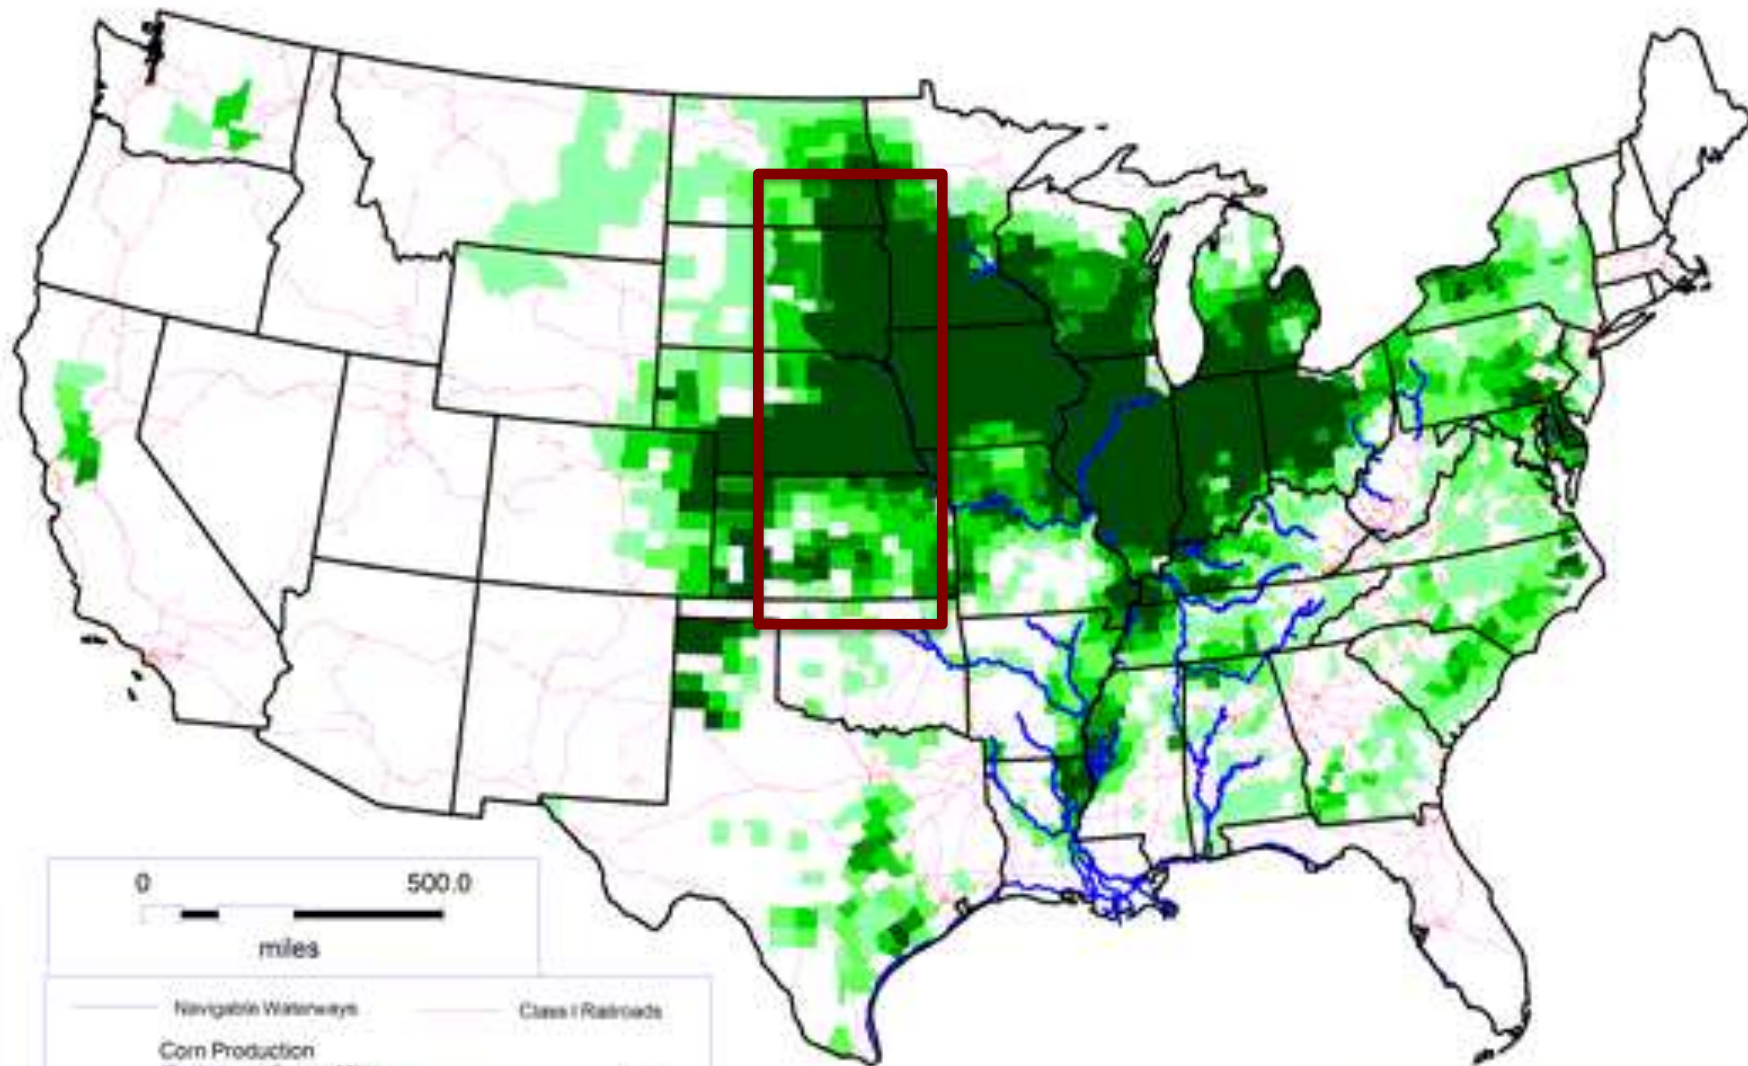 0 500.0
miles
Navigable Waterways Class I Railroads
Corn Production